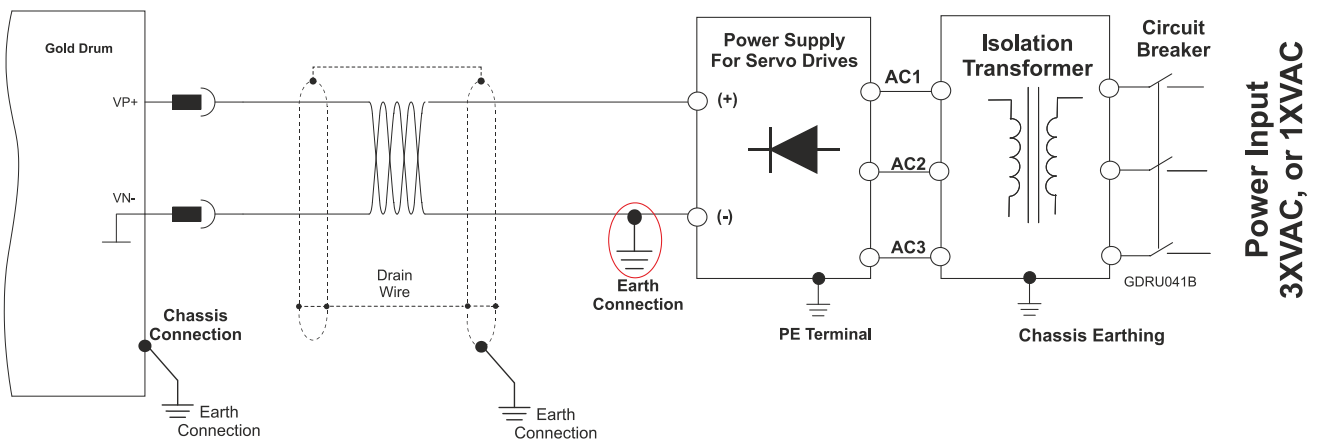 Gold Drum
VP+
VN-
Chassis
Connection
Earth
Connection
Drain
Wire
Earth
Connection
Earth
Connection
Power Supply
For Servo Drives
(+)
(-)
PE Terminal
AC1
AC2
AC3
Isolation
Transformer
Chassis Earthing
Circuit
Breaker
GDRU041B
Power Input
3XVAC, or 1XVAC